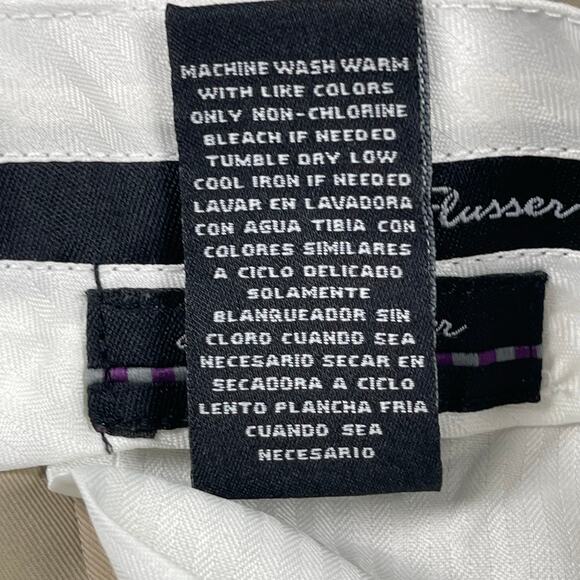 MACHINE WASH WARM
WITH LIKE COLORS
ONLY NON-CHLORINE
BLEACH IF NEEDED
TUMBLE DRY LOW
COOL IRON IF NEEDED
LAVAR EN LAVADORA
CON AGUA TIBIA CON
COLORES SIMILARES
A CICLO DELICADO
SOLAMENTE
BLANQUEADOR SIN
CLORO CUANDO SEA
NECESARIO SECAR EN
SECADORA A CICLO
LENTO PLANCHA FRIA
CUANDO SEA
NECESARIO
Flusser